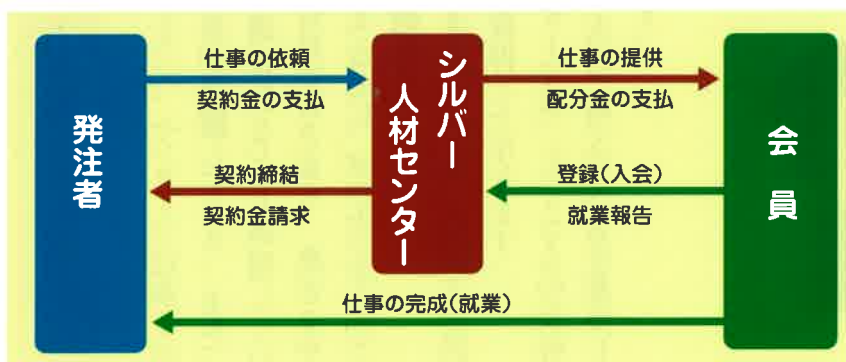 発注者
仕事の依頼
契約金の支払
契約締結
契約金請求
シルバー
人材センター
仕事の提供
配分金の支払
登録(入会)
就業報告
会員
仕事の完成(就業)